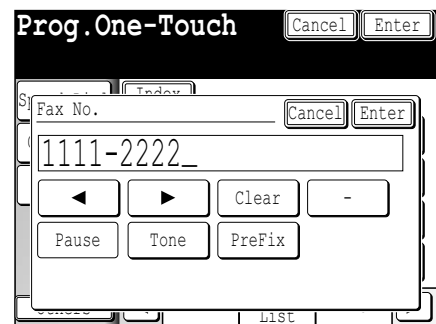 Prog.One-Touch Cancel Enter
Index
Fax No. Cancel Enter
1111-2222_
◄ ► Clear -
Pause Tone PreFix
List